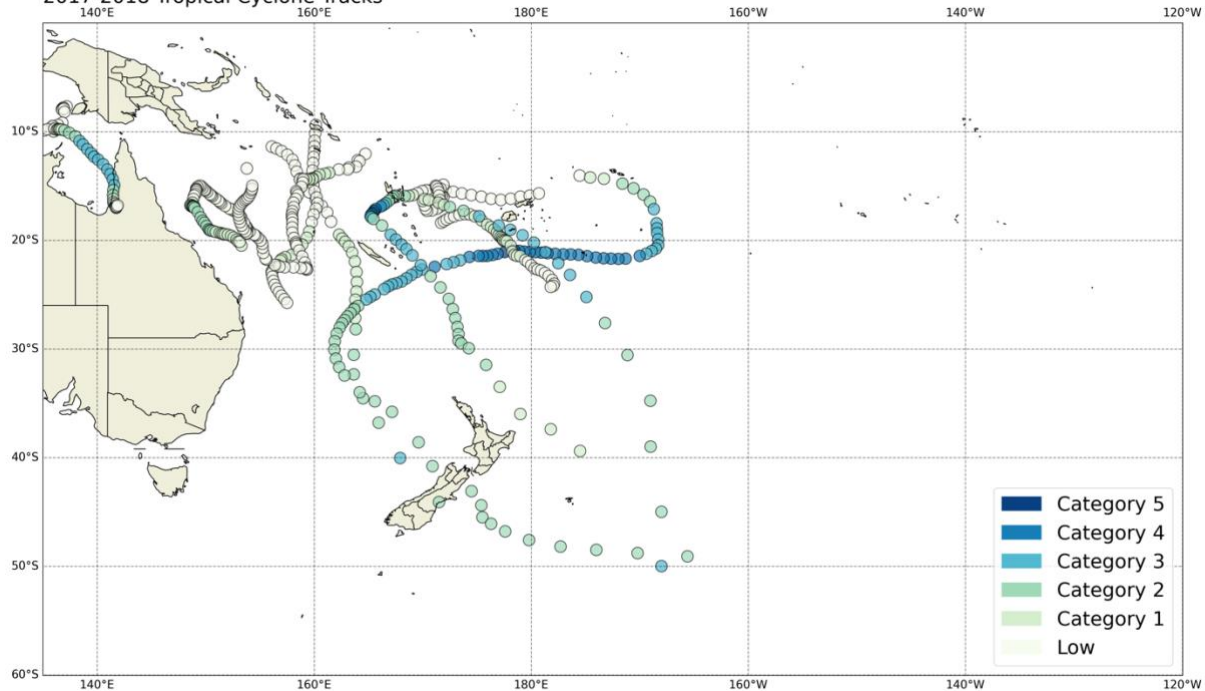 2017-2018 Tropical Cyclone Tracks
140°E 160°E 180°E 160°W 140°W 120°W
10°S
20°S
30°S
40°S
50°S
60°S
Category 5
Category 4
Category 3
Category 2
Category 1
Low
140°E 160°E 180°E 160°W 140°W 120°W